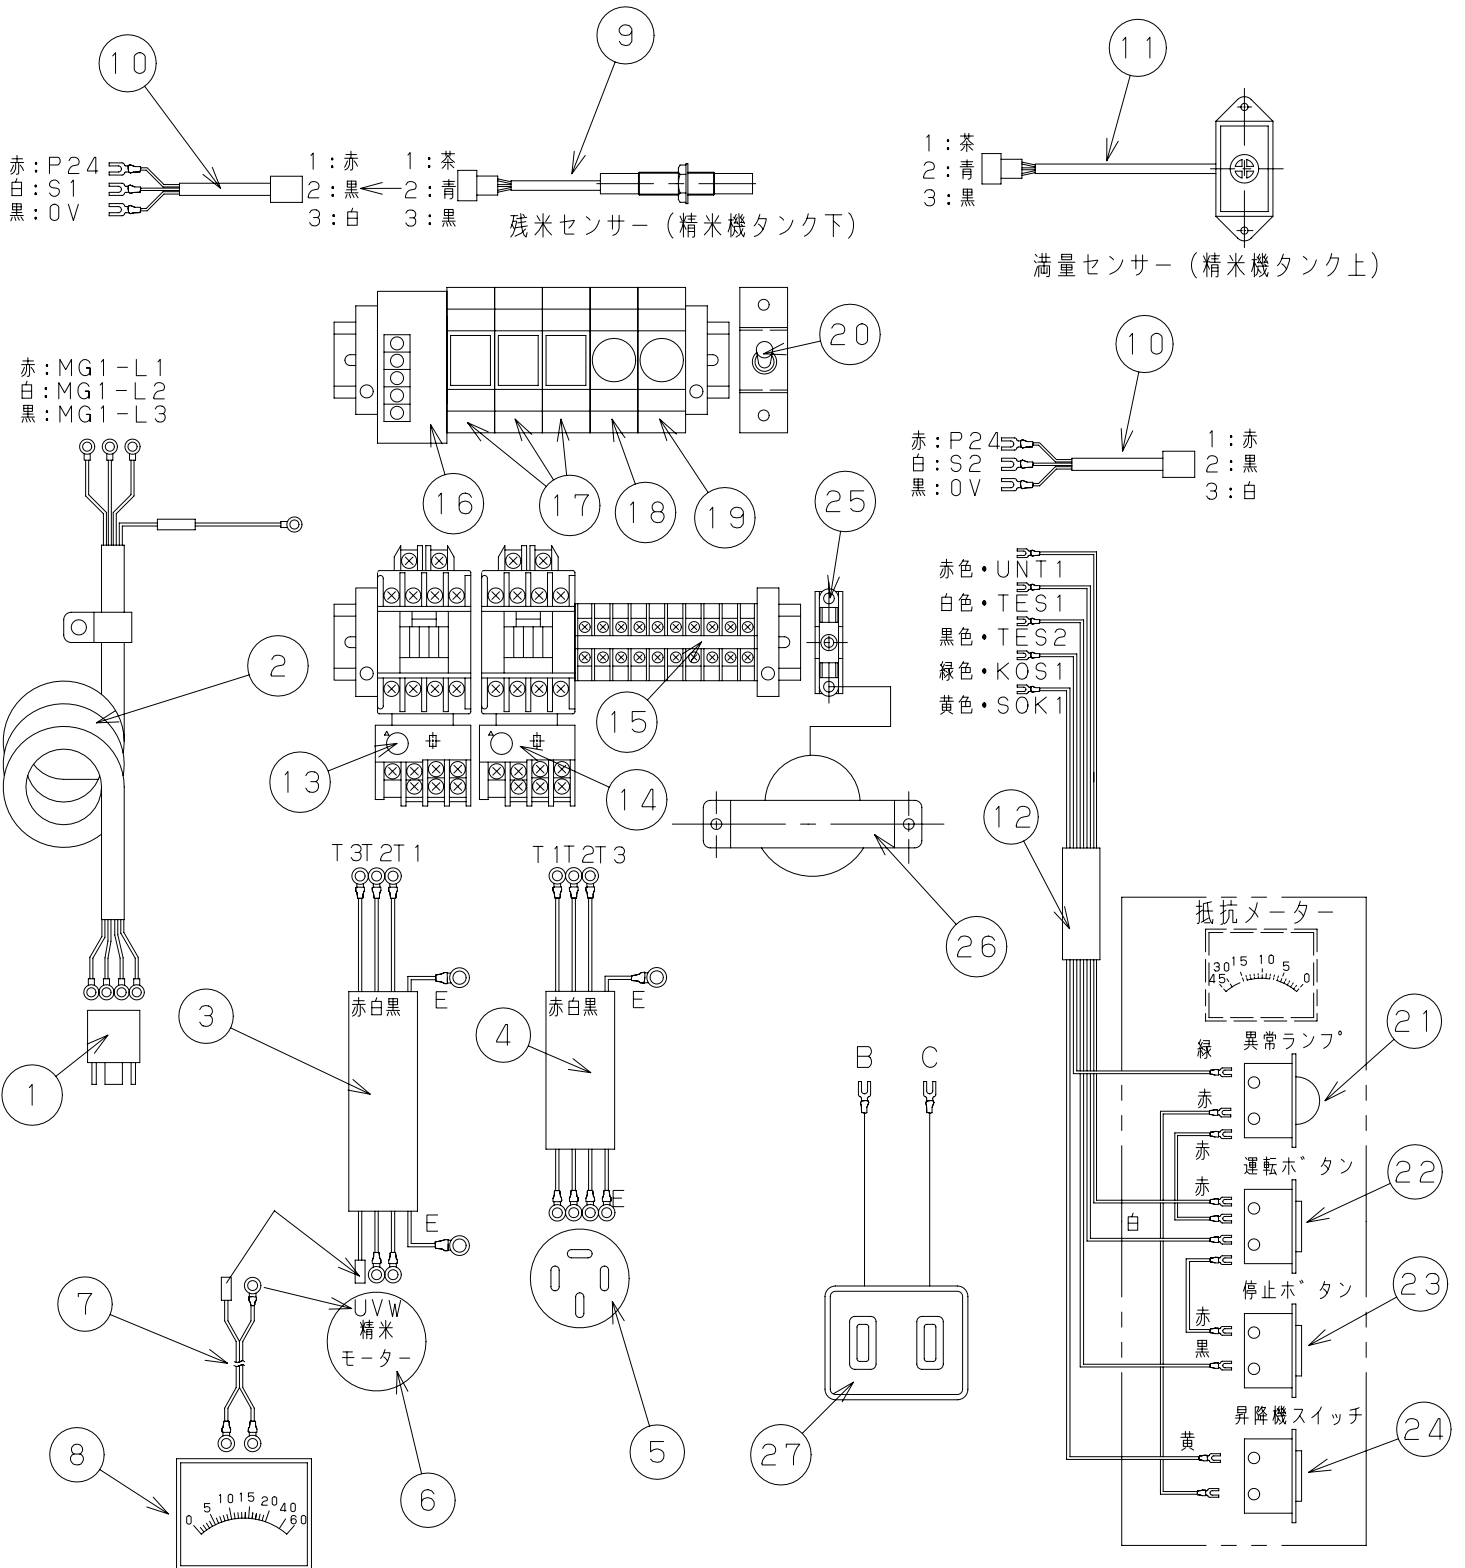 10
9
11
赤:P24
白:S1
黒:0V
1:赤
2:黒
3:白
1:茶
2:青
3:黒
残米センサー(精米機タンク下)
1:茶
2:青
3:黒
満量センサー(精米機タンク上)
20
10
赤:MG1-L1
白:MG1-L2
黒:MG1-L3
赤:P24
白:S2
黒:0V
1:赤
2:黒
3:白
16
17
18
19
25
赤色・UNT1
白色・TES1
黒色・TES2
緑色・KOS1
黄色・SOK1
2
15
13
14
12
T3T2T1
T1T2T3
26
抵抗メーター
45 30 15 10 5 0
赤白黒
E
赤白黒
E
3
4
1
B
C
異常ランプ
21
緑
赤
赤
運転ボタン
22
赤
白
E
E
停止ボタン
23
赤
黒
7
UVW
精米
モーター
昇降機スイッチ
24
黄
8
6
5
27
0 5 10 15 20 40 60